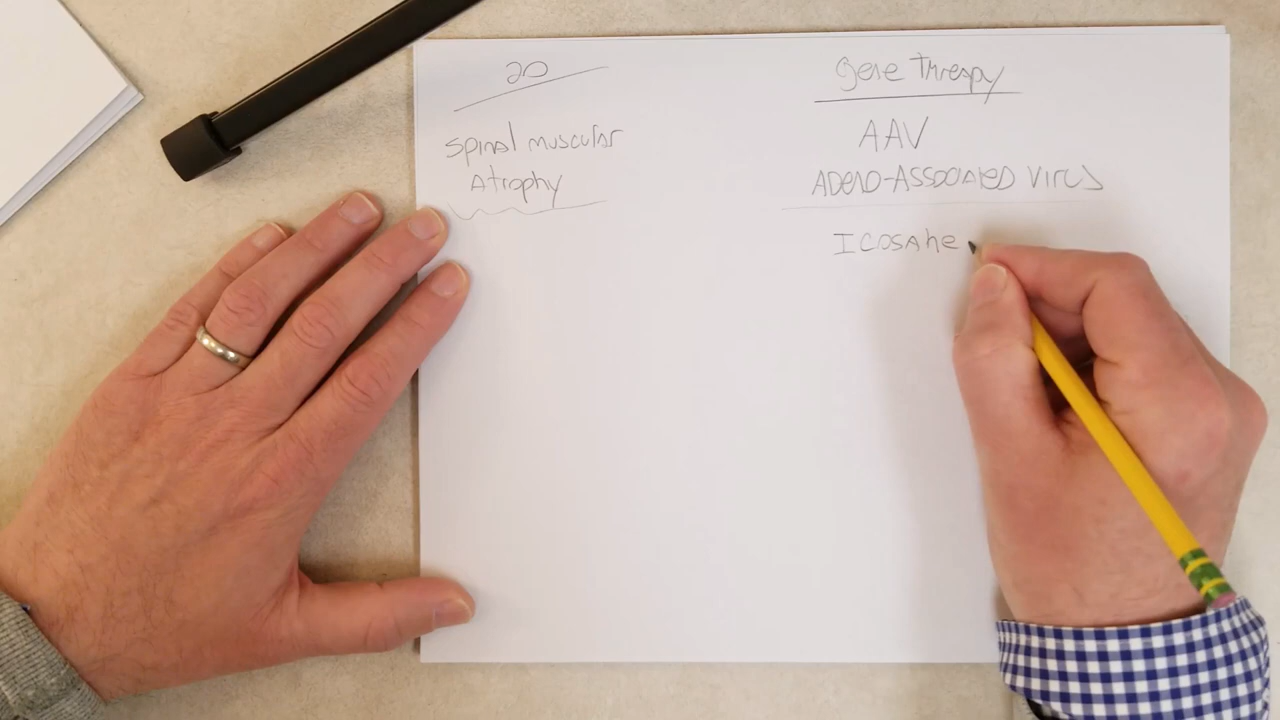 20
Spinal muscular
Atrophy
Gene Therapy
AAV
ADENO-ASSOCIATED VIRUS
ICOSAhe